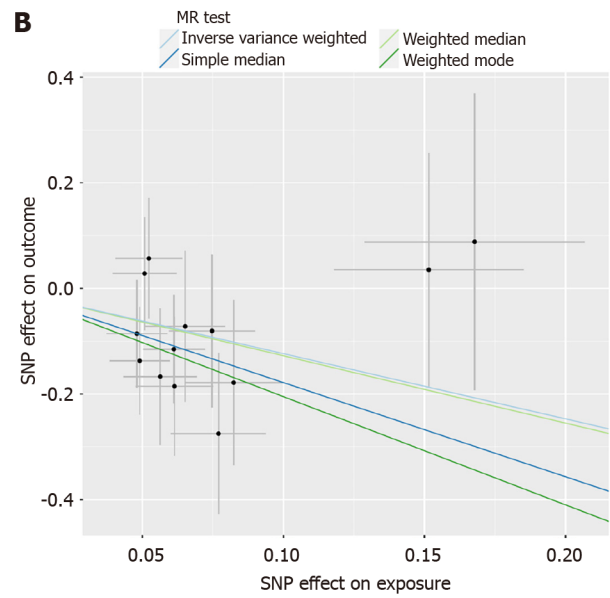 B
MR test
Inverse variance weighted
Weighted median
Simple median
Weighted mode
0.4
0.2
0.0
-0.2
-0.4
SNP effect on outcome
0.05
0.10
0.15
0.20
SNP effect on exposure